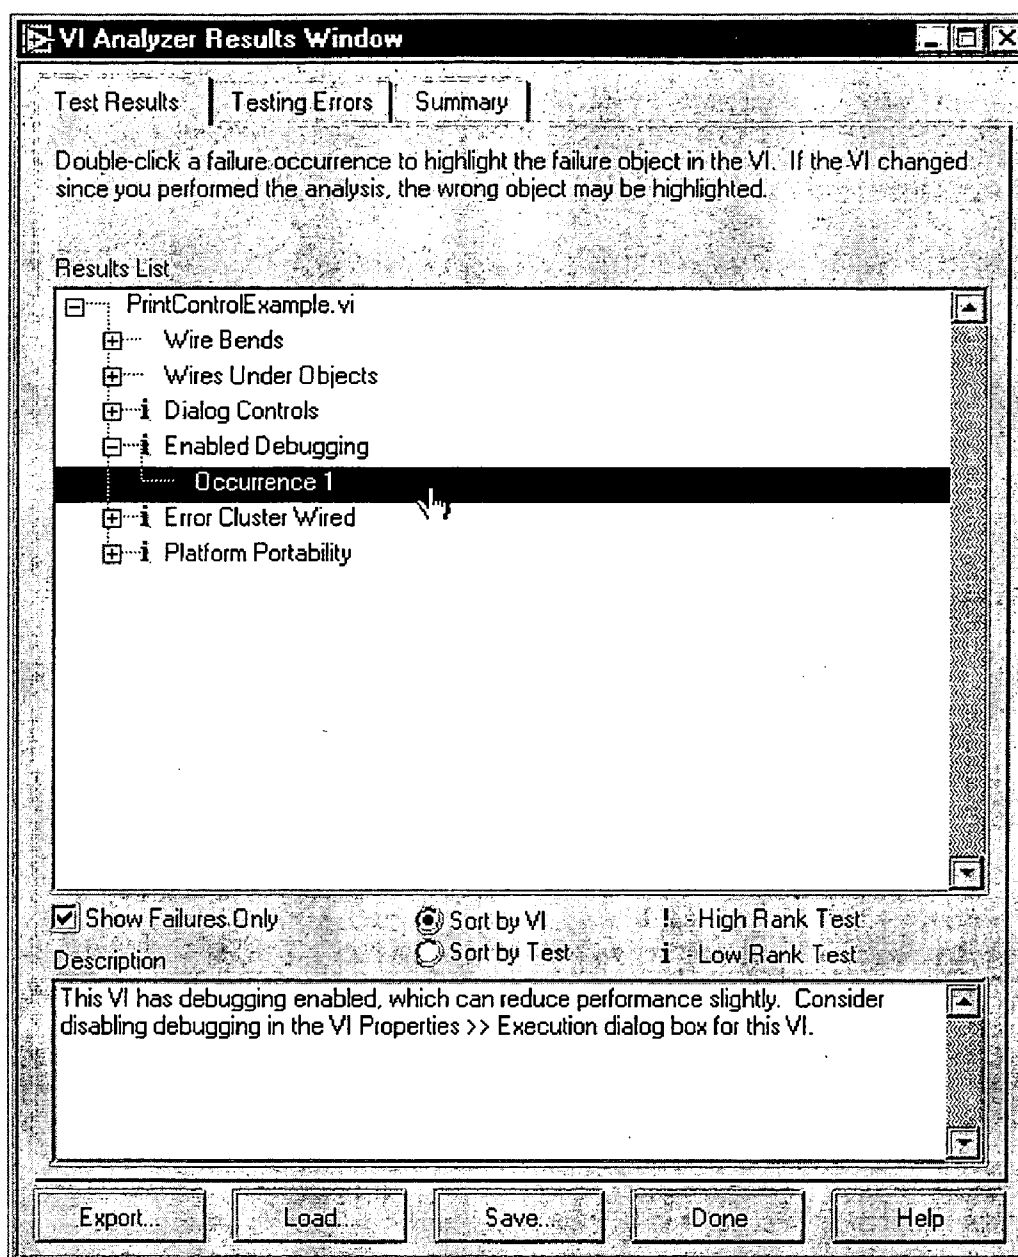 VI Analyzer Results Window
Test Results Testing Errors Summary
Double-click a failure occurrence to highlight the failure object in the VI. If the VI changed
since you performed the analysis, the wrong object may be highlighted.
Results List
PrintControlExample.vi
Wire Bends
Wires Under Objects
i Dialog Controls
i Enabled Debugging
Occurrence 1
i Error Cluster Wired
i Platform Portability
Show Failures Only Sort by VI ! - High Rank Test
Sort by Test i - Low Rank Test
Description
This VI has debugging enabled, which can reduce performance slightly. Consider
disabling debugging in the VI Properties >> Execution dialog box for this VI.
Export... Load... Save... Done Help